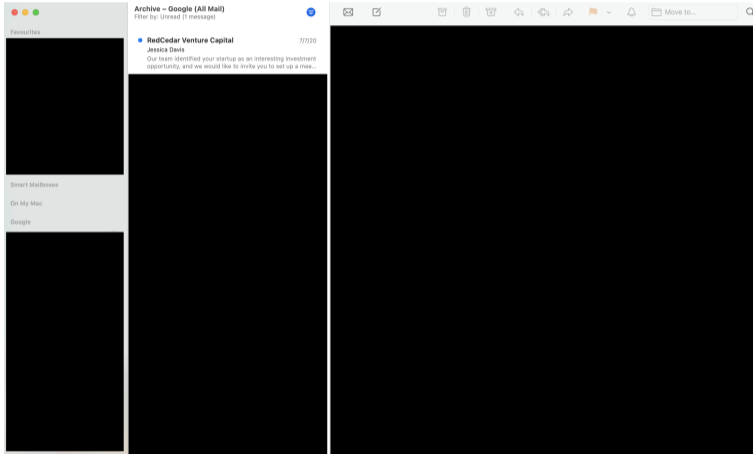 Archive – Google (All Mail)
Filter by: Unread (1 message)
Move to...
Favourites
RedCedar Venture Capital
7/7/20
Jessica Davis
Our team identified your startup as an interesting investment
opportunity, and we would like to invite you to set up a mee...
Smart Mailboxes
On My Mac
Google